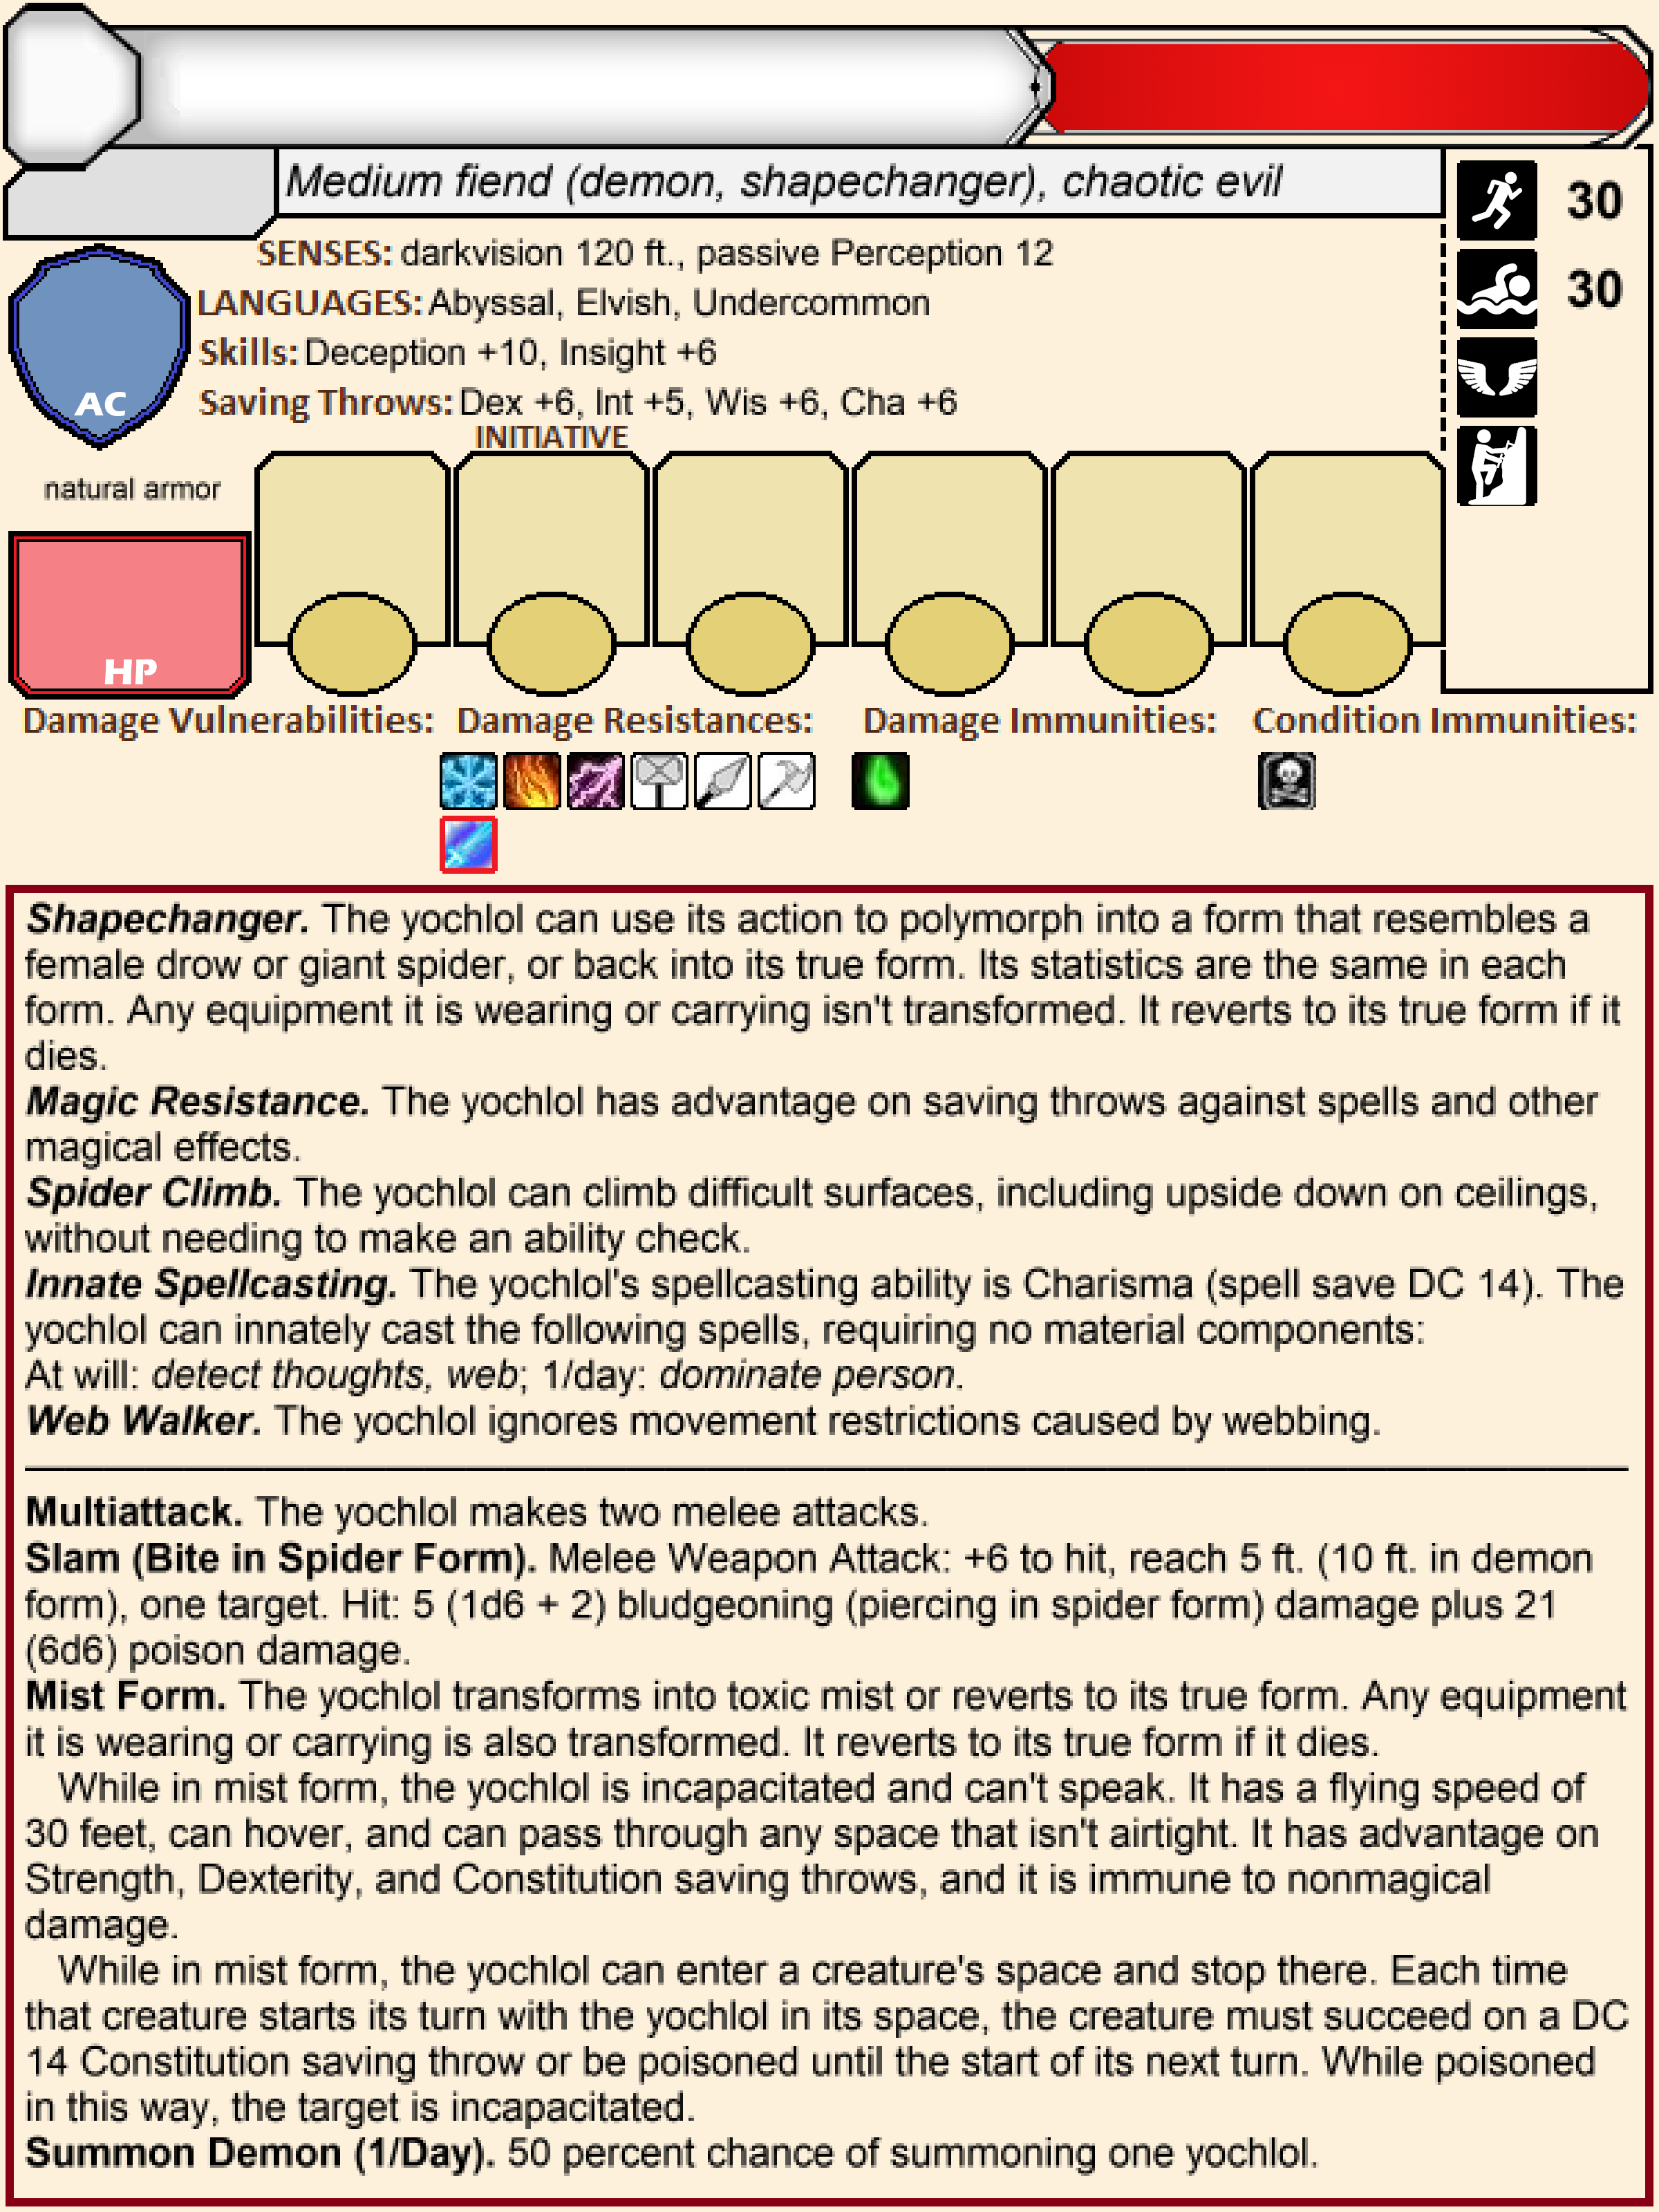 Medium fiend (demon, shapechanger), chaotic evil
30
SENSES: darkvision 120 ft., passive Perception 12
30
LANGUAGES: Abyssal, Elvish, Undercommon
Skills: Deception +10, Insight +6
AC
Saving Throws: Dex +6, Int +5, Wis +6, Cha +6
INITIATIVE
natural armor
HP
Damage Vulnerabilities: Damage Resistances: Damage Immunities: Condition Immunities:
Shapechanger. The yochlol can use its action to polymorph into a form that resembles a
female drow or giant spider, or back into its true form. Its statistics are the same in each
form. Any equipment it is wearing or carrying isn't transformed. It reverts to its true form if it
dies.
Magic Resistance. The yochlol has advantage on saving throws against spells and other
magical effects.
Spider Climb. The yochlol can climb difficult surfaces, including upside down on ceilings,
without needing to make an ability check.
Innate Spellcasting. The yochlol's spellcasting ability is Charisma (spell save DC 14). The
yochlol can innately cast the following spells, requiring no material components:
At will: detect thoughts, web; 1/day: dominate person.
Web Walker. The yochlol ignores movement restrictions caused by webbing.
Multiattack. The yochlol makes two melee attacks.
Slam (Bite in Spider Form). Melee Weapon Attack: +6 to hit, reach 5 ft. (10 ft. in demon
form), one target. Hit: 5 (1d6 + 2) bludgeoning (piercing in spider form) damage plus 21
(6d6) poison damage.
Mist Form. The yochlol transforms into toxic mist or reverts to its true form. Any equipment
it is wearing or carrying is also transformed. It reverts to its true form if it dies.
While in mist form, the yochlol is incapacitated and can't speak. It has a flying speed of
30 feet, can hover, and can pass through any space that isn't airtight. It has advantage on
Strength, Dexterity, and Constitution saving throws, and it is immune to nonmagical
damage.
While in mist form, the yochlol can enter a creature's space and stop there. Each time
that creature starts its turn with the yochlol in its space, the creature must succeed on a DC
14 Constitution saving throw or be poisoned until the start of its next turn. While poisoned
in this way, the target is incapacitated.
Summon Demon (1/Day). 50 percent chance of summoning one yochlol.